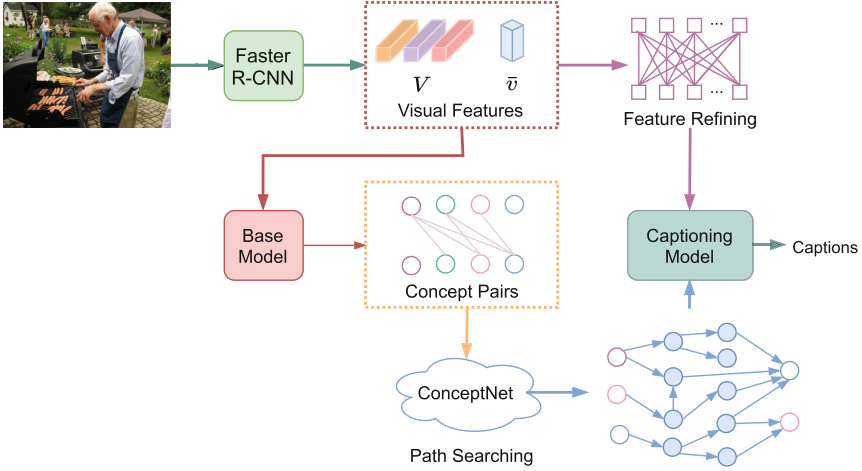 Faster
R-CNN
V
v̄
Visual Features
...
...
Feature Refining
Base
Model
Concept Pairs
Captioning
Model
Captions
ConceptNet
Path Searching